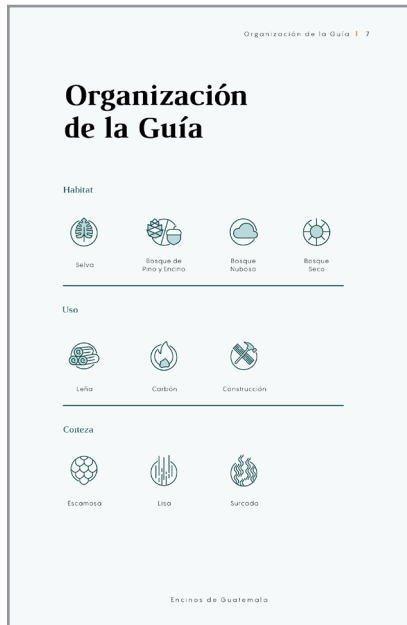 Organización de la Guía | 7
Organización
de la Guía
Habitat
Selva
Bosque de
Pino y Encino
Bosque
Nuboso
Bosque
Seco
Uso
Leña
Carbón
Construcción
Corteza
Escamosa
Lisa
Surcada
Encinos de Guatemala